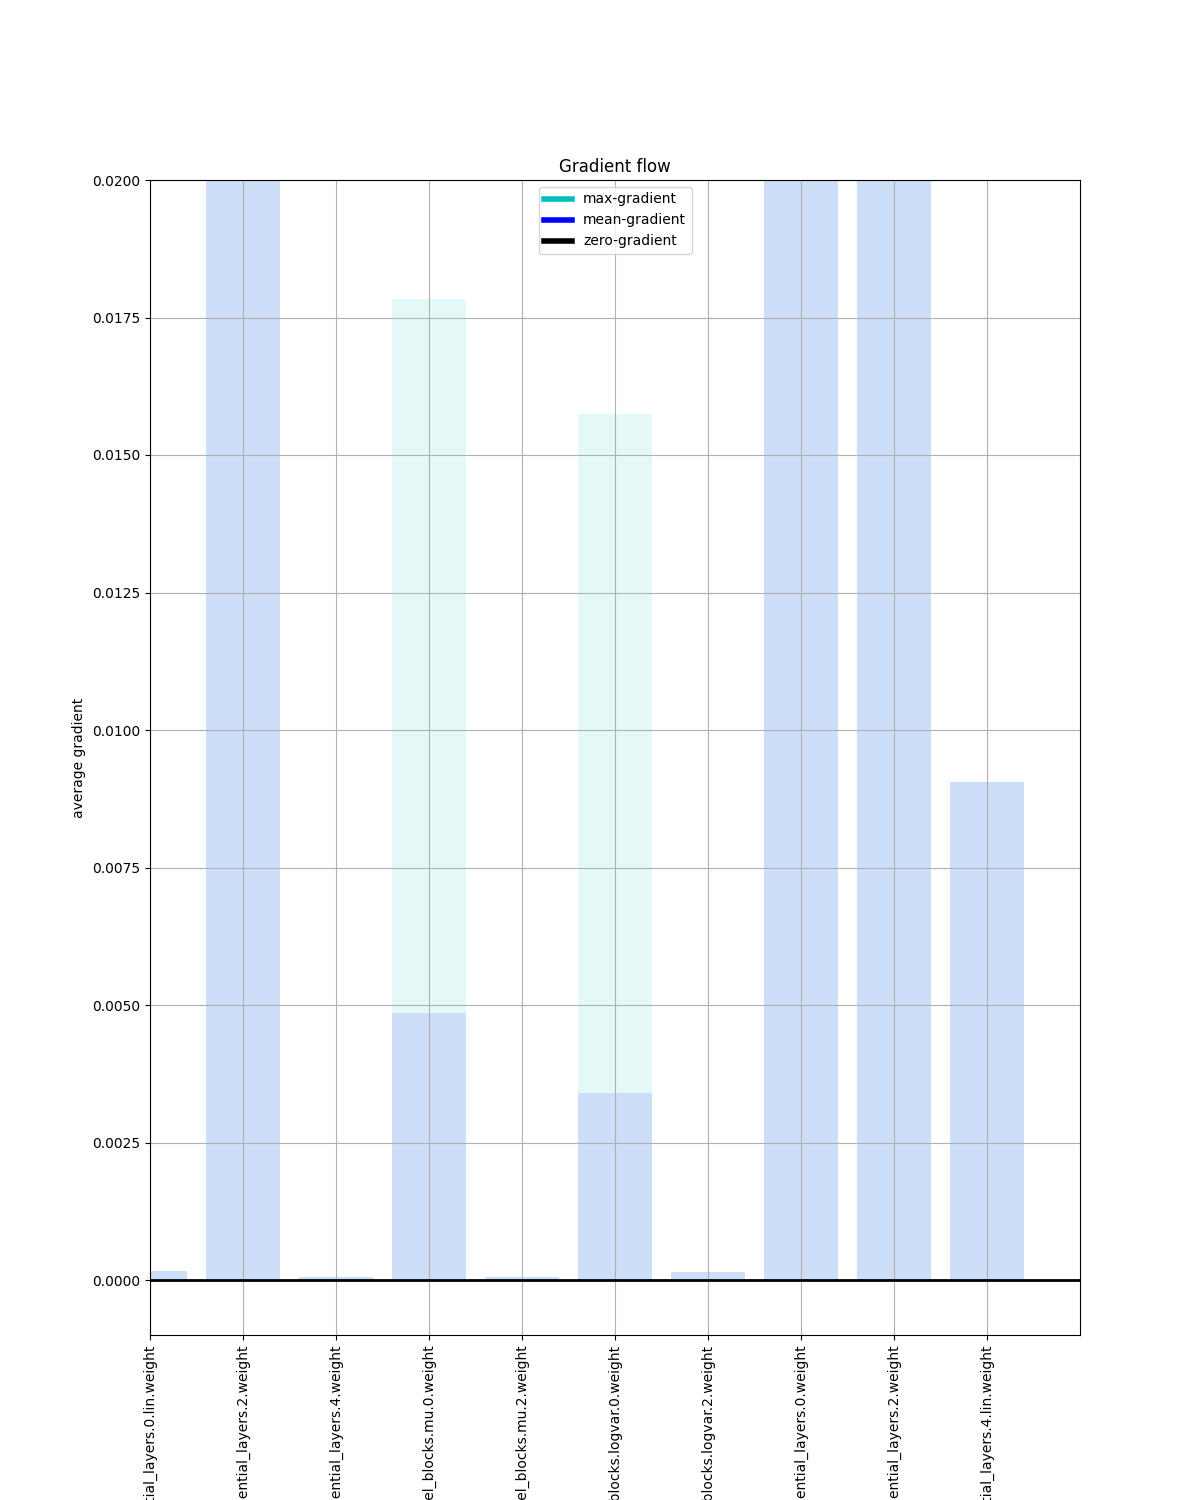 Gradient flow
max-gradient
mean-gradient
zero-gradient
0.0200
0.0175
0.0150
0.0125
0.0100
0.0075
0.0050
0.0025
0.0000
average gradient
tial_layers.0.lin.weight
ential_layers.2.weight
ential_layers.4.weight
el_blocks.mu.0.weight
el_blocks.mu.2.weight
blocks.logvar.0.weight
blocks.logvar.2.weight
ential_layers.0.weight
ential_layers.2.weight
tial_layers.4.lin.weight